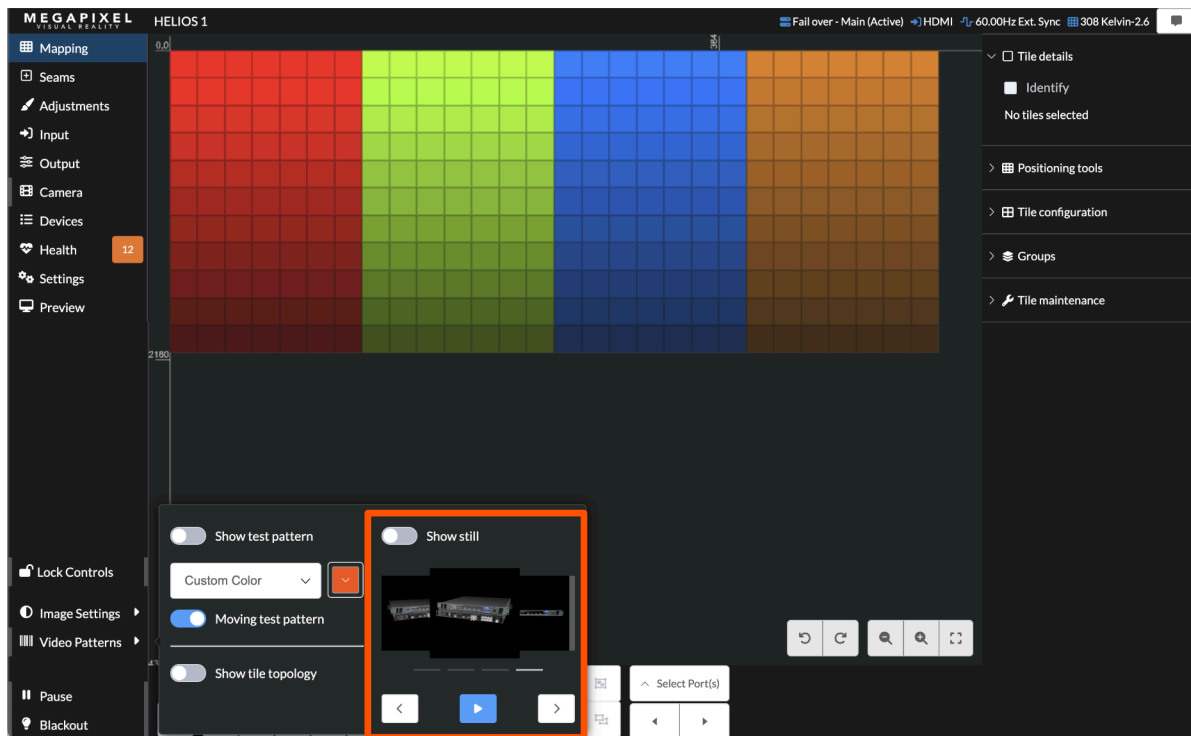 MEGAPIXEL
VISUAL REALITY
HELIOS 1
Fail over - Main (Active)
HDMI
60.00Hz Ext. Sync
308 Kelvin-2.6
Mapping
Seams
Adjustments
Input
Output
Camera
Devices
Health
12
Settings
Preview
Lock Controls
Image Settings
Video Patterns
Pause
Blackout
0,0
384
2160
Show test pattern
Custom Color
Moving test pattern
Show tile topology
Show still
Select Port(s)
Tile details
Identify
No tiles selected
Positioning tools
Tile configuration
Groups
Tile maintenance